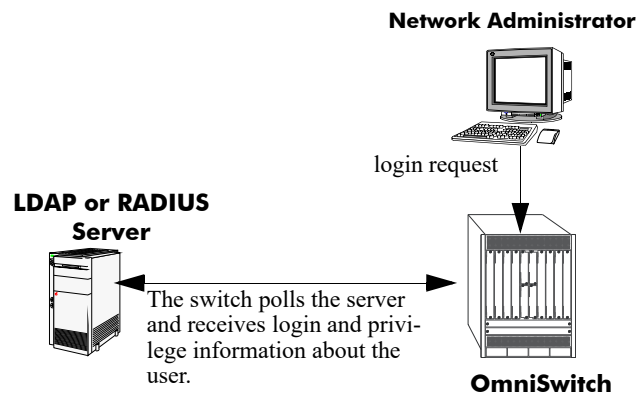 Network Administrator
login request
LDAP or RADIUS
Server
The switch polls the server
and receives login and privi-
lege information about the
user.
OmniSwitch